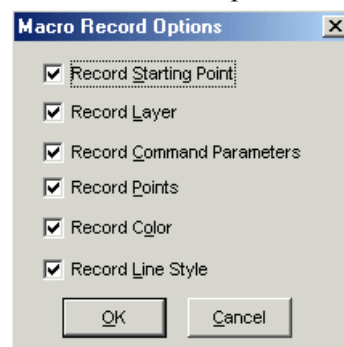 Macro Record Options
Record Starting Point
Record Layer
Record Command Parameters
Record Points
Record Color
Record Line Style
OK
Cancel